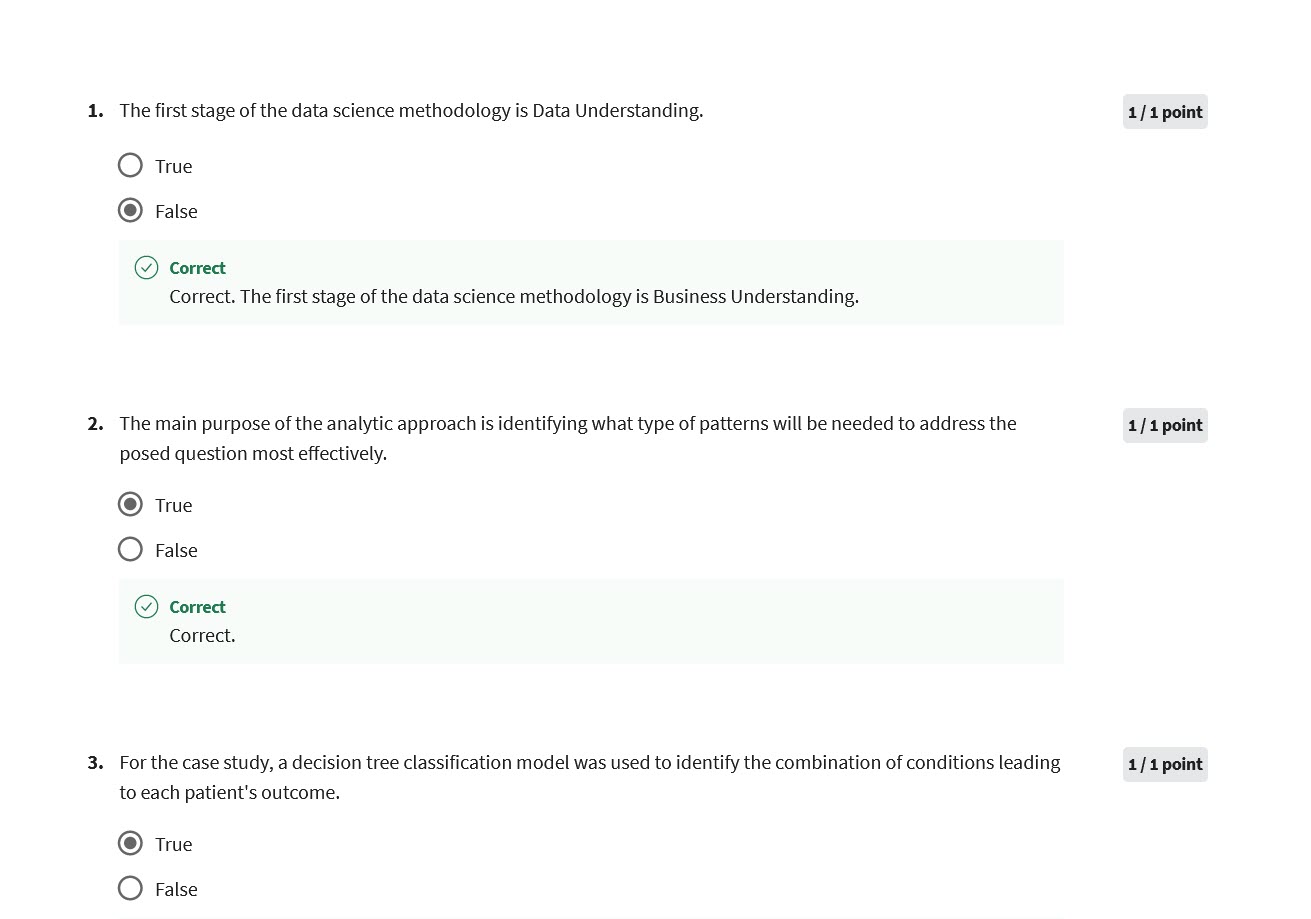 1. The first stage of the data science methodology is Data Understanding.
1 / 1 point
True
False
Correct
Correct. The first stage of the data science methodology is Business Understanding.
2. The main purpose of the analytic approach is identifying what type of patterns will be needed to address the
posed question most effectively.
1 / 1 point
True
False
Correct
Correct.
3. For the case study, a decision tree classification model was used to identify the combination of conditions leading
to each patient's outcome.
1 / 1 point
True
False